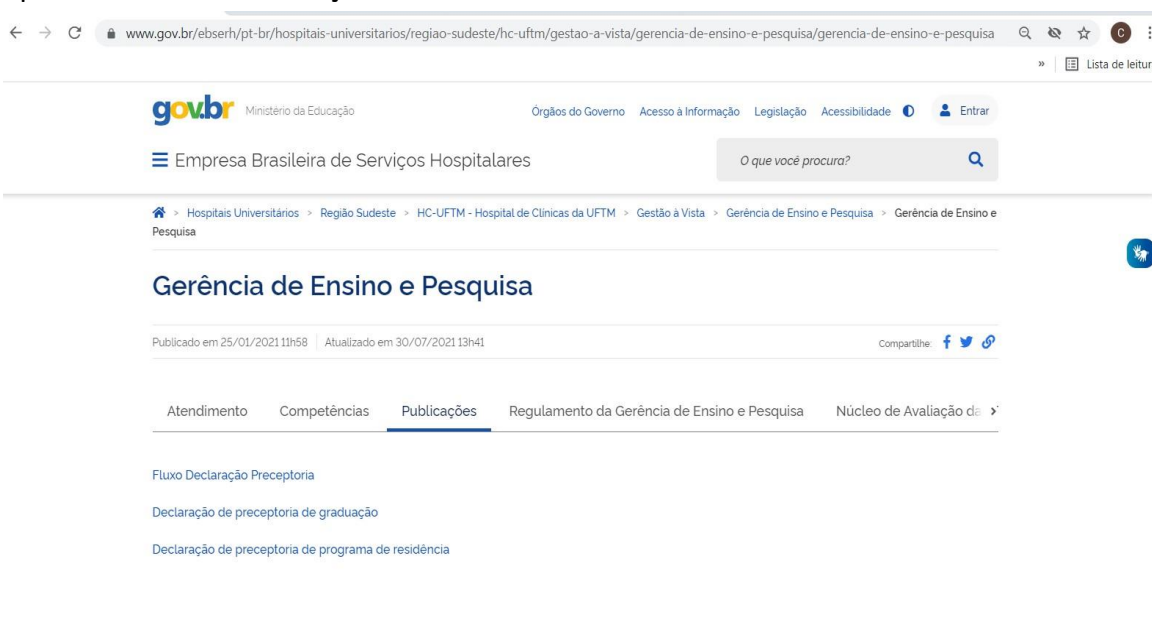 www.gov.br/ebserh/pt-br/hospitais-universitarios/regiao-sudeste/hc-uftm/gestao-a-vista/gerencia-de-ensino-e-pesquisa/gerencia-de-ensino-e-pesquisa
C
» Lista de leitur
gov.br Ministério da Educação Órgãos do Governo Acesso à Informação Legislação Acessibilidade Entrar
Empresa Brasileira de Serviços Hospitalares O que você procura?
> Hospitais Universitários > Região Sudeste > HC-UFTM - Hospital de Clínicas da UFTM > Gestão à Vista > Gerência de Ensino e Pesquisa > Gerência de Ensino e
Pesquisa
Gerência de Ensino e Pesquisa
Publicado em 25/01/2021 11h58 Atualizado em 30/07/2021 13h41 Compartilhe:
Atendimento Competências Publicações Regulamento da Gerência de Ensino e Pesquisa Núcleo de Avaliação da
Fluxo Declaração Preceptoria
Declaração de preceptoria de graduação
Declaração de preceptoria de programa de residência